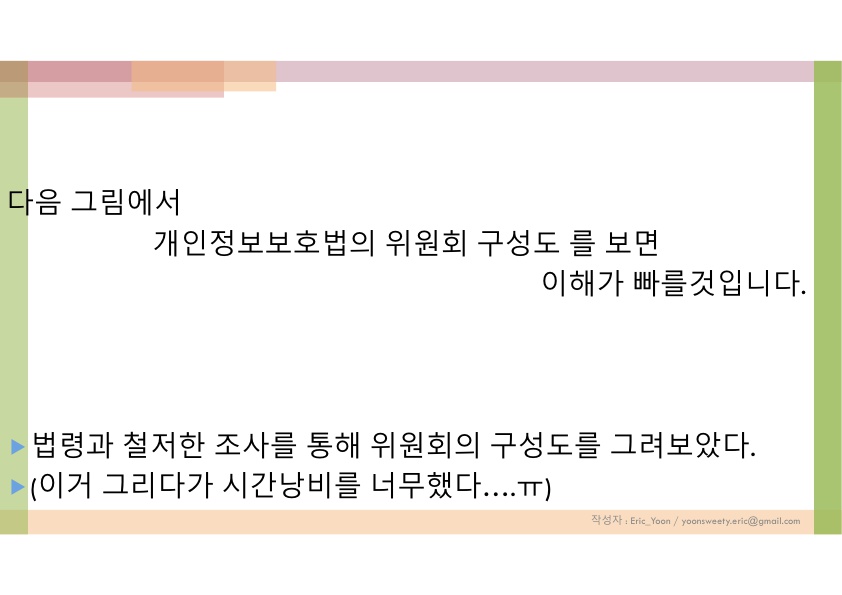 다음 그림에서
개인정보보호법의 위원회 구성도 를 보면
이해가 빠를것입니다.
법령과 철저한 조사를 통해 위원회의 구성도를 그려보았다.
(이거 그리다가 시간낭비를 너무했다....ㅠ)
작성자 : Eric_Yoon / yoonsweety.eric@gmail.com